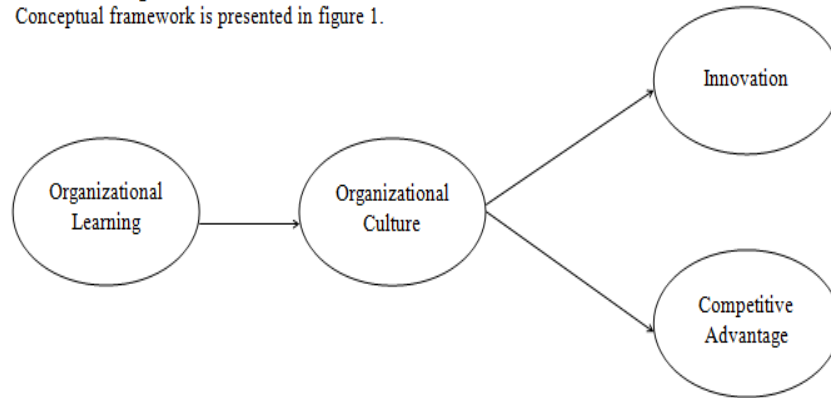 Conceptual framework is presented in figure 1.
Innovation
Organizational
Learning
Organizational
Culture
Competitive
Advantage